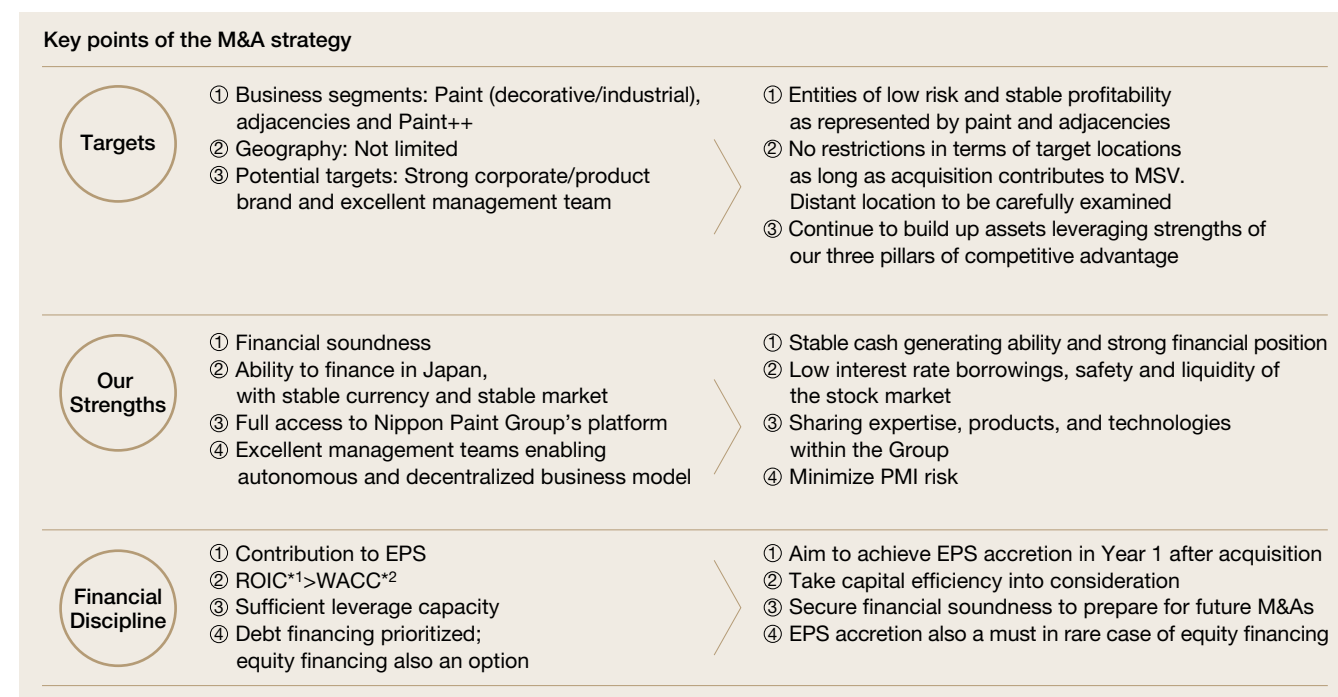 Key points of the M&A strategy
Targets
① Business segments: Paint (decorative/industrial),
adjacencies and Paint++
② Geography: Not limited
③ Potential targets: Strong corporate/product
brand and excellent management team
① Entities of low risk and stable profitability
as represented by paint and adjacencies
② No restrictions in terms of target locations
as long as acquisition contributes to MSV.
Distant location to be carefully examined
③ Continue to build up assets leveraging strengths of
our three pillars of competitive advantage
Our
Strengths
① Financial soundness
② Ability to finance in Japan,
with stable currency and stable market
③ Full access to Nippon Paint Group's platform
④ Excellent management teams enabling
autonomous and decentralized business model
① Stable cash generating ability and strong financial position
② Low interest rate borrowings, safety and liquidity of
the stock market
③ Sharing expertise, products, and technologies
within the Group
④ Minimize PMI risk
Financial
Discipline
① Contribution to EPS
② ROIC*1>WACC*2
③ Sufficient leverage capacity
④ Debt financing prioritized;
equity financing also an option
① Aim to achieve EPS accretion in Year 1 after acquisition
② Take capital efficiency into consideration
③ Secure financial soundness to prepare for future M&As
④ EPS accretion also a must in rare case of equity financing